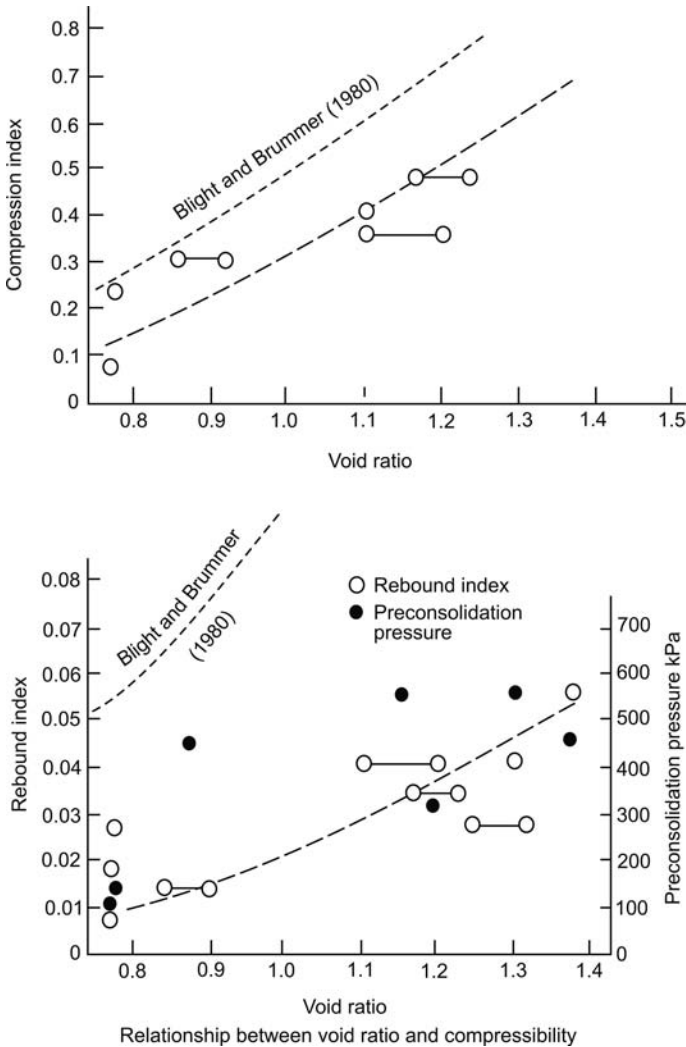 0.8
0.7
0.6
0.5
0.4
0.3
0.2
0.1
0
Compression index
Blight and Brummer (1980)
0.8 0.9 1.0 1.1 1.2 1.3 1.4 1.5
Void ratio
0.08
0.07
0.06
0.05
0.04
0.03
0.02
0.01
0
Rebound index
Blight and Brummer
(1980)
Rebound index
Preconsolidation
pressure
700
600
500
400
300
200
100
0
Preconsolidation pressure kPa
0.8 0.9 1.0 1.1 1.2 1.3 1.4
Void ratio
Relationship between void ratio and compressibility